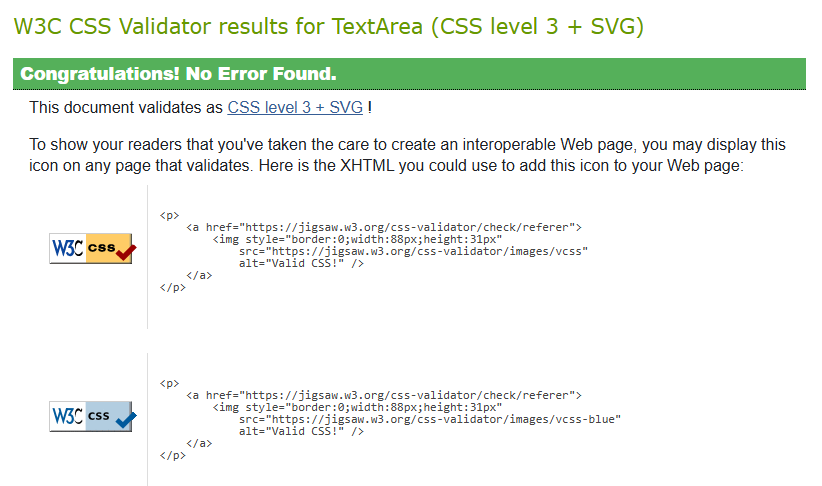 W3C CSS Validator results for TextArea (CSS level 3 + SVG)
Congratulations! No Error Found.
This document validates as CSS level 3 + SVG !
To show your readers that you've taken the care to create an interoperable Web page, you may display this
icon on any page that validates. Here is the XHTML you could use to add this icon to your Web page:
W3C css
<p>
    <a href="https://jigsaw.w3.org/css-validator/check/referer">
        <img style="border:0;width:88px;height:31px"
            src="https://jigsaw.w3.org/css-validator/images/vcss"
            alt="Valid CSS!" />
    </a>
</p>
W3C css
<p>
    <a href="https://jigsaw.w3.org/css-validator/check/referer">
        <img style="border:0;width:88px;height:31px"
            src="https://jigsaw.w3.org/css-validator/images/vcss-blue"
            alt="Valid CSS!" />
    </a>
</p>